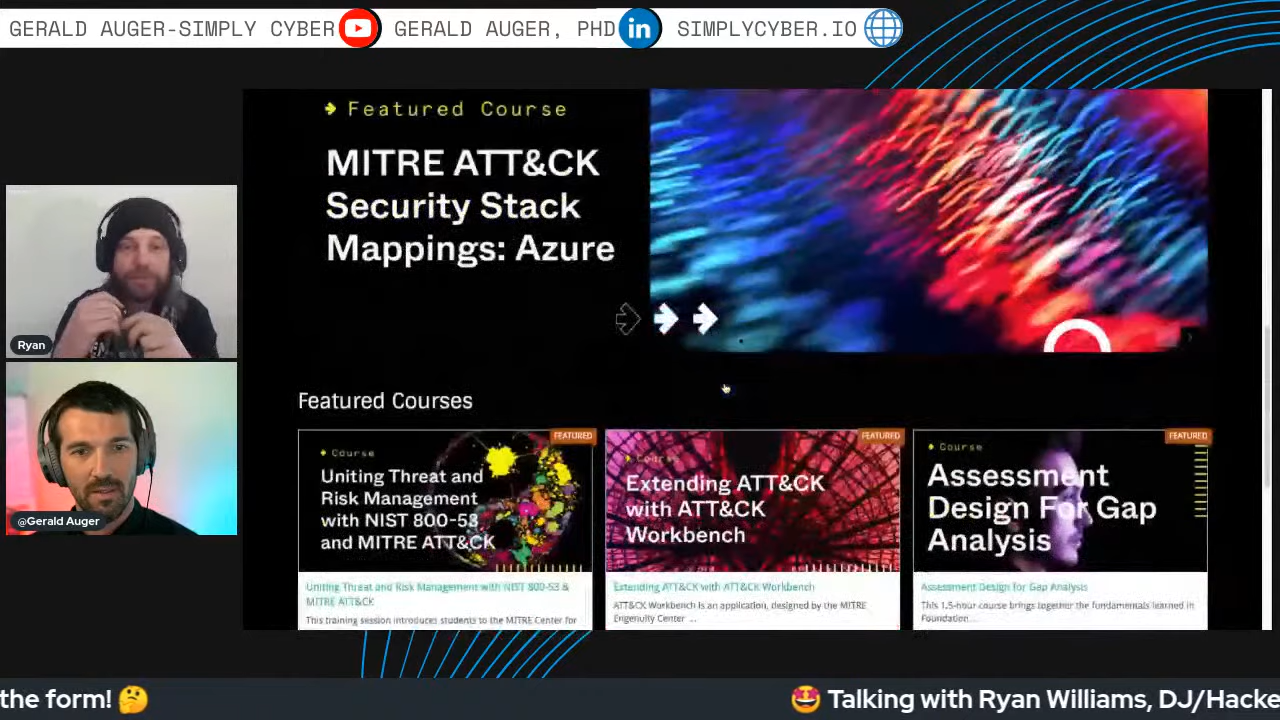 GERALD AUGER-SIMPLY CYBER
GERALD AUGER, PHD
in
SIMPLYCYBER.IO
Featured Course
MITRE ATT&CK
Security Stack
Mappings: Azure
Ryan
@Gerald Auger
Featured Courses
FEATURED
Course
Uniting Threat and
Risk Management
with NIST 800-53
and MITRE ATT&CK
Uniting Threat and Risk Management with NIST 800-53 &
MITRE ATT&CK
This training session introduces students to the MITRE Center for
FEATURED
Course
Extending ATT&CK
with ATT&CK
Workbench
Extending ATT&CK with ATT&CK Workbench
ATT&CK Workbench is an application, designed by the MITRE
Engenuity Center ...
FEATURED
Course
Assessment
Design For Gap
Analysis
Assessment Design for Gap Analysis
This 1.5-hour course brings together the fundamentals learned in
Foundation...
the form! 🤔
🤩 Talking with Ryan Williams, DJ/Hacke